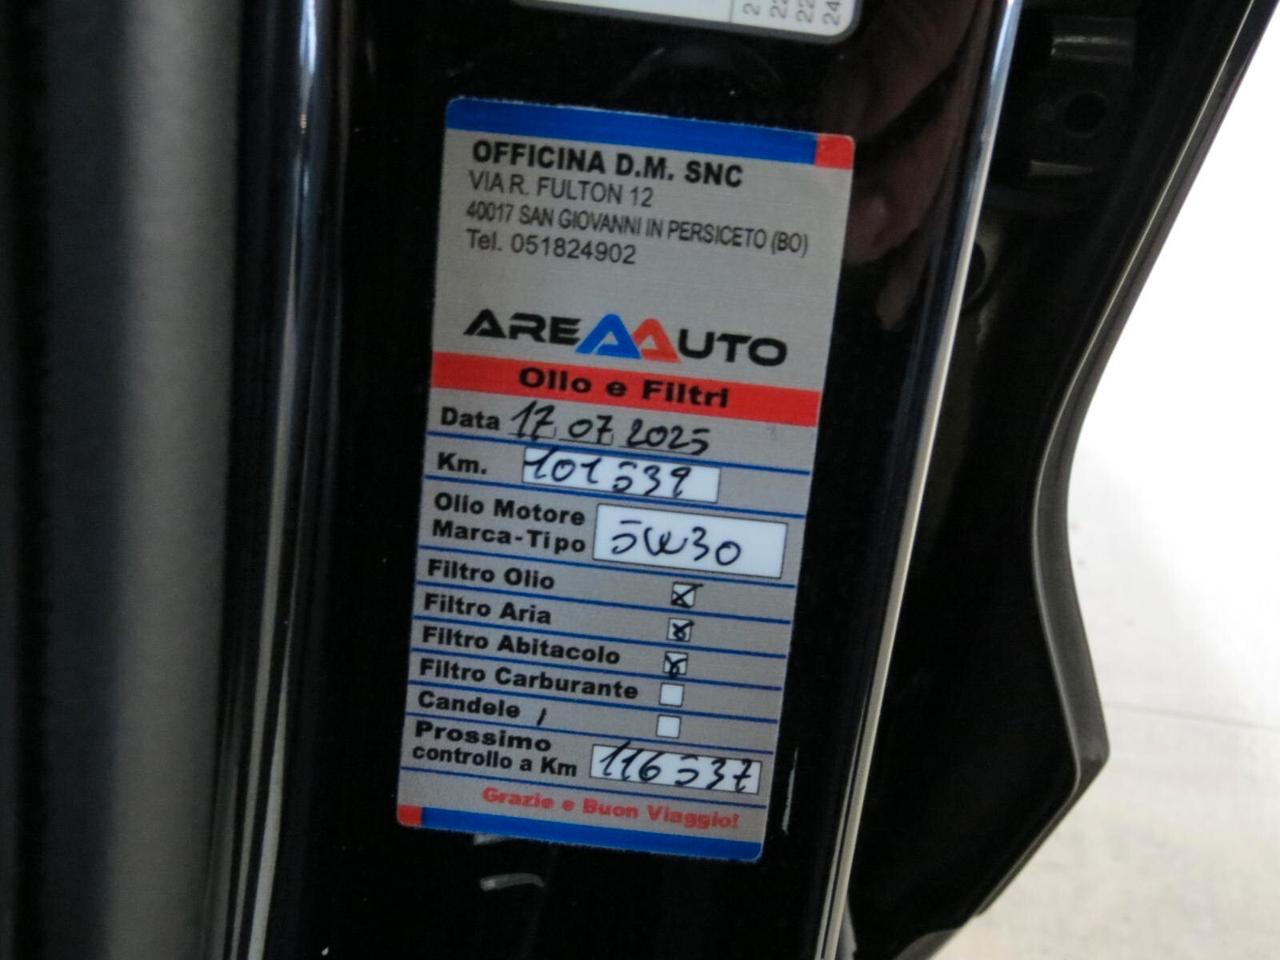 OFFICINA D.M. SNC
VIA R. FULTON 12
40017 SAN GIOVANNI IN PERSICETO (BO)
Tel. 051824902
AREAAUTO
Olio e Filtri
Data 17 07 2025
Km. 101539
Olio Motore
Marca-Tipo 5W30
Filtro Olio
Filtro Aria
Filtro Abitacolo
Filtro Carburante
Candele
Prossimo
controllo a Km 116537
Grazie e Buon Viaggio!